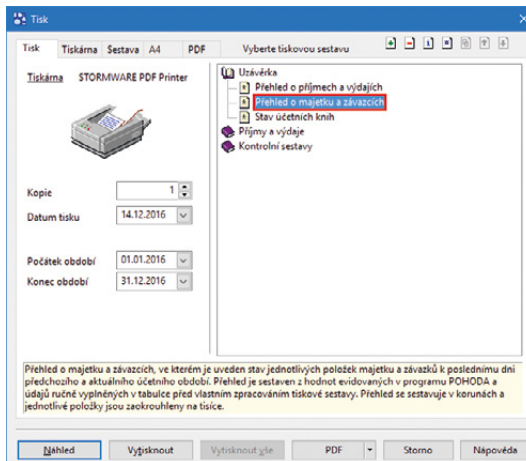 Tisk
Tisk Tiskárna Sestava A4 PDF Vyberte tiskovou sestavu
Tiskárna STORMWARE PDF Printer
Kopie 1
Datum tisku 14.12.2016
Počátek období 01.01.2016
Konec období 31.12.2016
Uzávěrka
Přehled o příjmech a výdajích
Přehled o majetku a závazcích
Stav účetních knih
Příjmy a výdaje
Kontrolní sestavy
Přehled o majetku a závazcích, ve kterém je uveden stav jednotlivých položek majetku a závazků k poslednímu dni
předchozího a aktuálního účetního období. Přehled je sestaven z hodnot evidovaných v programu POHODA a
údajů ručně vyplněných v tabulce před vlastním zpracováním tiskové sestavy. Přehled se sestavuje v korunách a
jednotlivé položky jsou zaokrouhleny na tisíce.
Náhled Vytisknout Vytisknout vše PDF Storno Nápověda